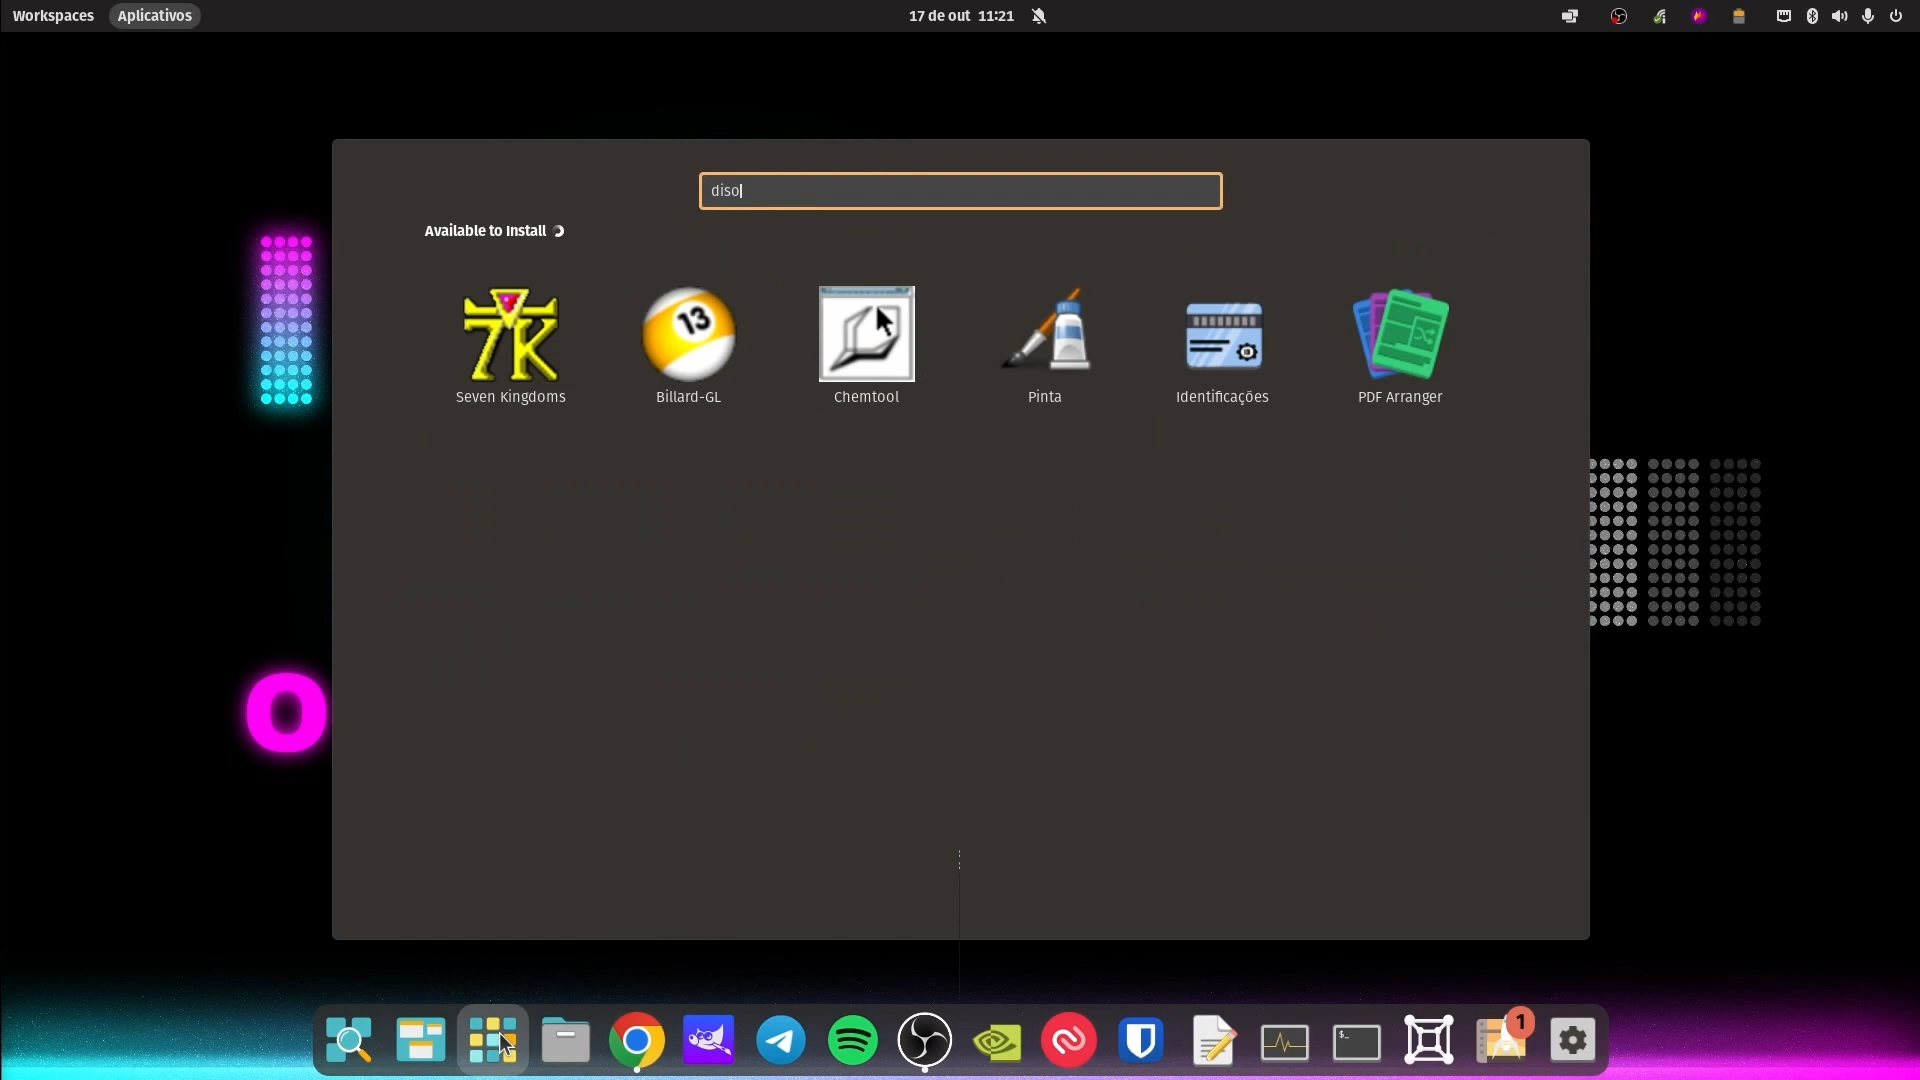 Workspaces Aplicativos 17 de out 11:21
diso
Available to Install
7K 13
Seven Kingdoms Billard-GL Chemtool Pinta Identificações PDF Arranger
O
1
$_